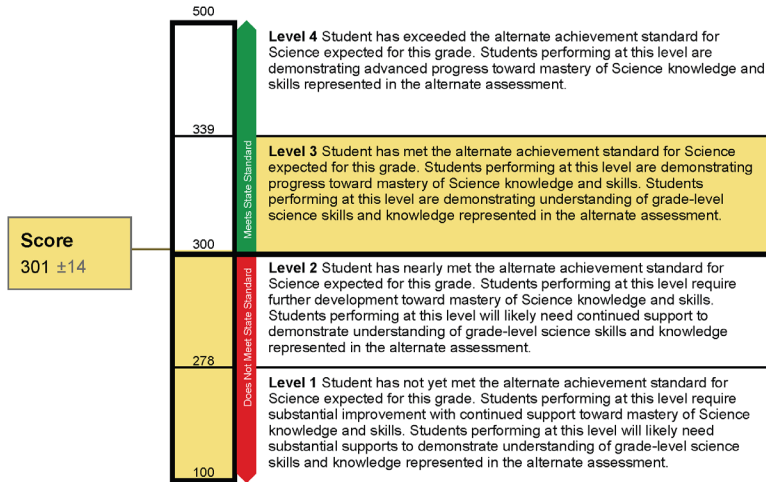 500
Level 4 Student has exceeded the alternate achievement standard for
Science expected for this grade. Students performing at this level are
demonstrating advanced progress toward mastery of Science knowledge and
skills represented in the alternate assessment.
339
Meets State Standard
Level 3 Student has met the alternate achievement standard for Science
expected for this grade. Students performing at this level are demonstrating
progress toward mastery of Science knowledge and skills. Students
performing at this level are demonstrating understanding of grade-level
science skills and knowledge represented in the alternate assessment.
Score
301 ±14
300
Does Not Meet State Standard
Level 2 Student has nearly met the alternate achievement standard for
Science expected for this grade. Students performing at this level require
further development toward mastery of Science knowledge and skills.
Students performing at this level will likely need continued support to
demonstrate understanding of grade-level science skills and knowledge
represented in the alternate assessment.
278
Level 1 Student has not yet met the alternate achievement standard for
Science expected for this grade. Students performing at this level require
substantial improvement with continued support toward mastery of Science
knowledge and skills. Students performing at this level will likely need
substantial supports to demonstrate understanding of grade-level science
skills and knowledge represented in the alternate assessment.
100